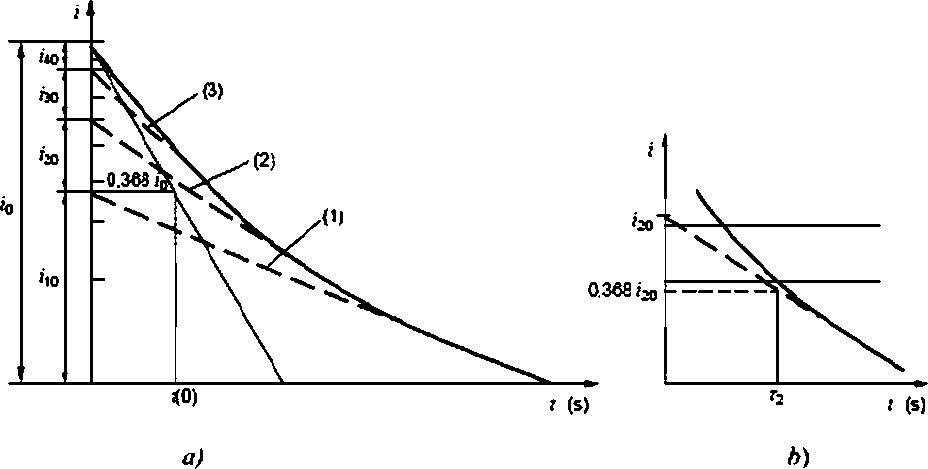 i
i40
i30
(3)
i20
(2)
i
0.368 i0
i0
(1)
i20
i10
0.368 i20
τ(0)
t (s)
τ2
t (s)
a)
b)